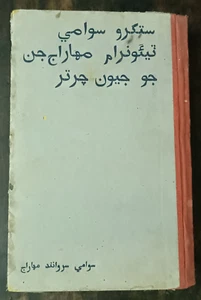 ستگرو سوامي
ٽيئونرام مهاراج جن
جو جيون چرتر
سوامي سروانند مهاراج